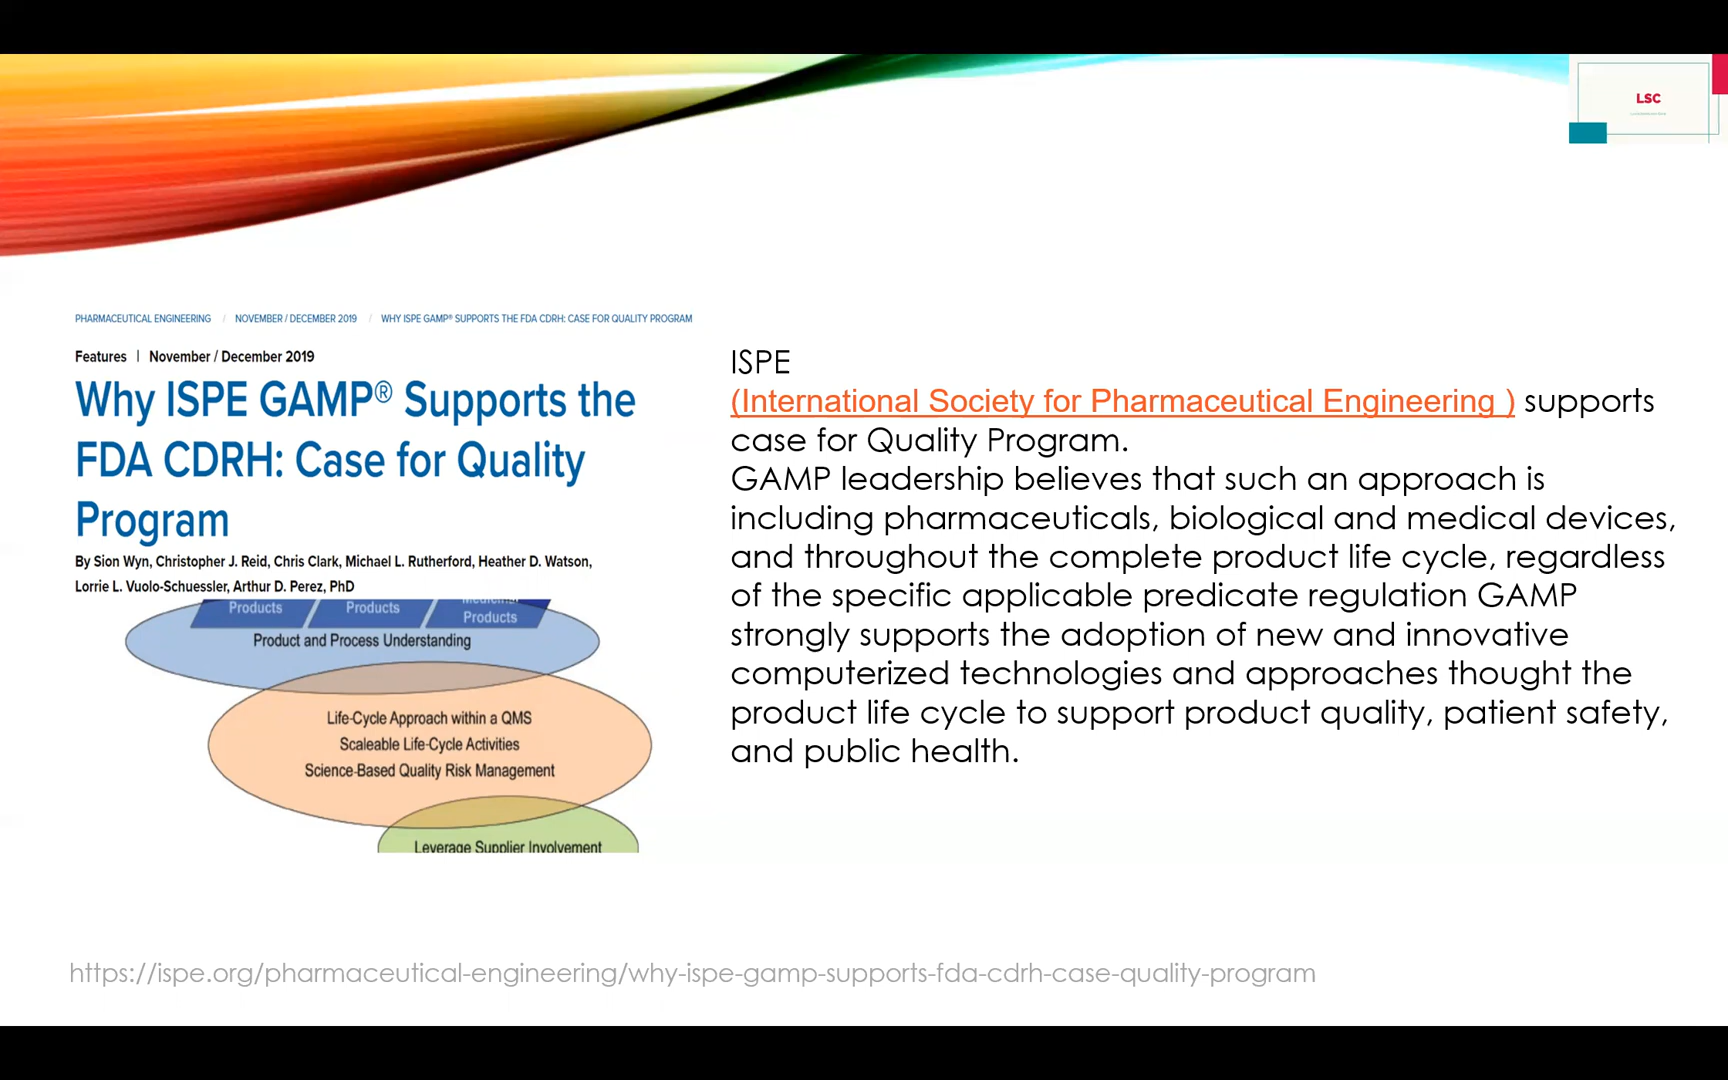 LSC
PHARMACEUTICAL ENGINEERING / NOVEMBER / DECEMBER 2019 / WHY ISPE GAMP® SUPPORTS THE FDA CDRH: CASE FOR QUALITY PROGRAM
Features | November / December 2019
Why ISPE GAMP® Supports the
FDA CDRH: Case for Quality
Program
By Sion Wyn, Christopher J. Reid, Chris Clark, Michael L. Rutherford, Heather D. Watson,
Lorrie L. Vuolo-Schuessler, Arthur D. Perez, PhD
Products Products Medicinal
Products
Product and Process Understanding
Life-Cycle Approach within a QMS
Scaleable Life-Cycle Activities
Science-Based Quality Risk Management
Leverage Supplier Involvement
ISPE
(International Society for Pharmaceutical Engineering ) supports
case for Quality Program.
GAMP leadership believes that such an approach is
including pharmaceuticals, biological and medical devices,
and throughout the complete product life cycle, regardless
of the specific applicable predicate regulation GAMP
strongly supports the adoption of new and innovative
computerized technologies and approaches thought the
product life cycle to support product quality, patient safety,
and public health.
https://ispe.org/pharmaceutical-engineering/why-ispe-gamp-supports-fda-cdrh-case-quality-program